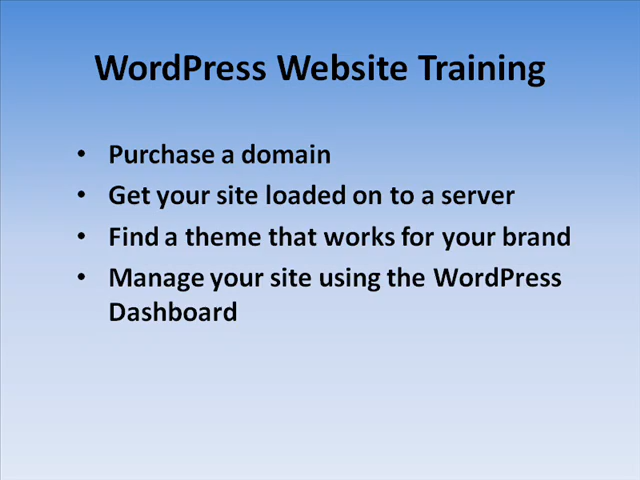 WordPress Website Training
• Purchase a domain
• Get your site loaded on to a server
• Find a theme that works for your brand
• Manage your site using the WordPress
Dashboard